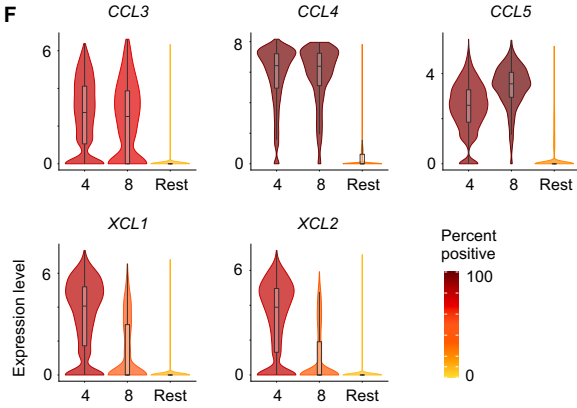 F
CCL3 CCL4 CCL5
6 8 4
0 4 0
4 8 Rest 0 4 8 Rest
4 8 Rest
XCL1 XCL2
Percent
positive
6 6
100
0 0
0
4 8 Rest 4 8 Rest
Expression level